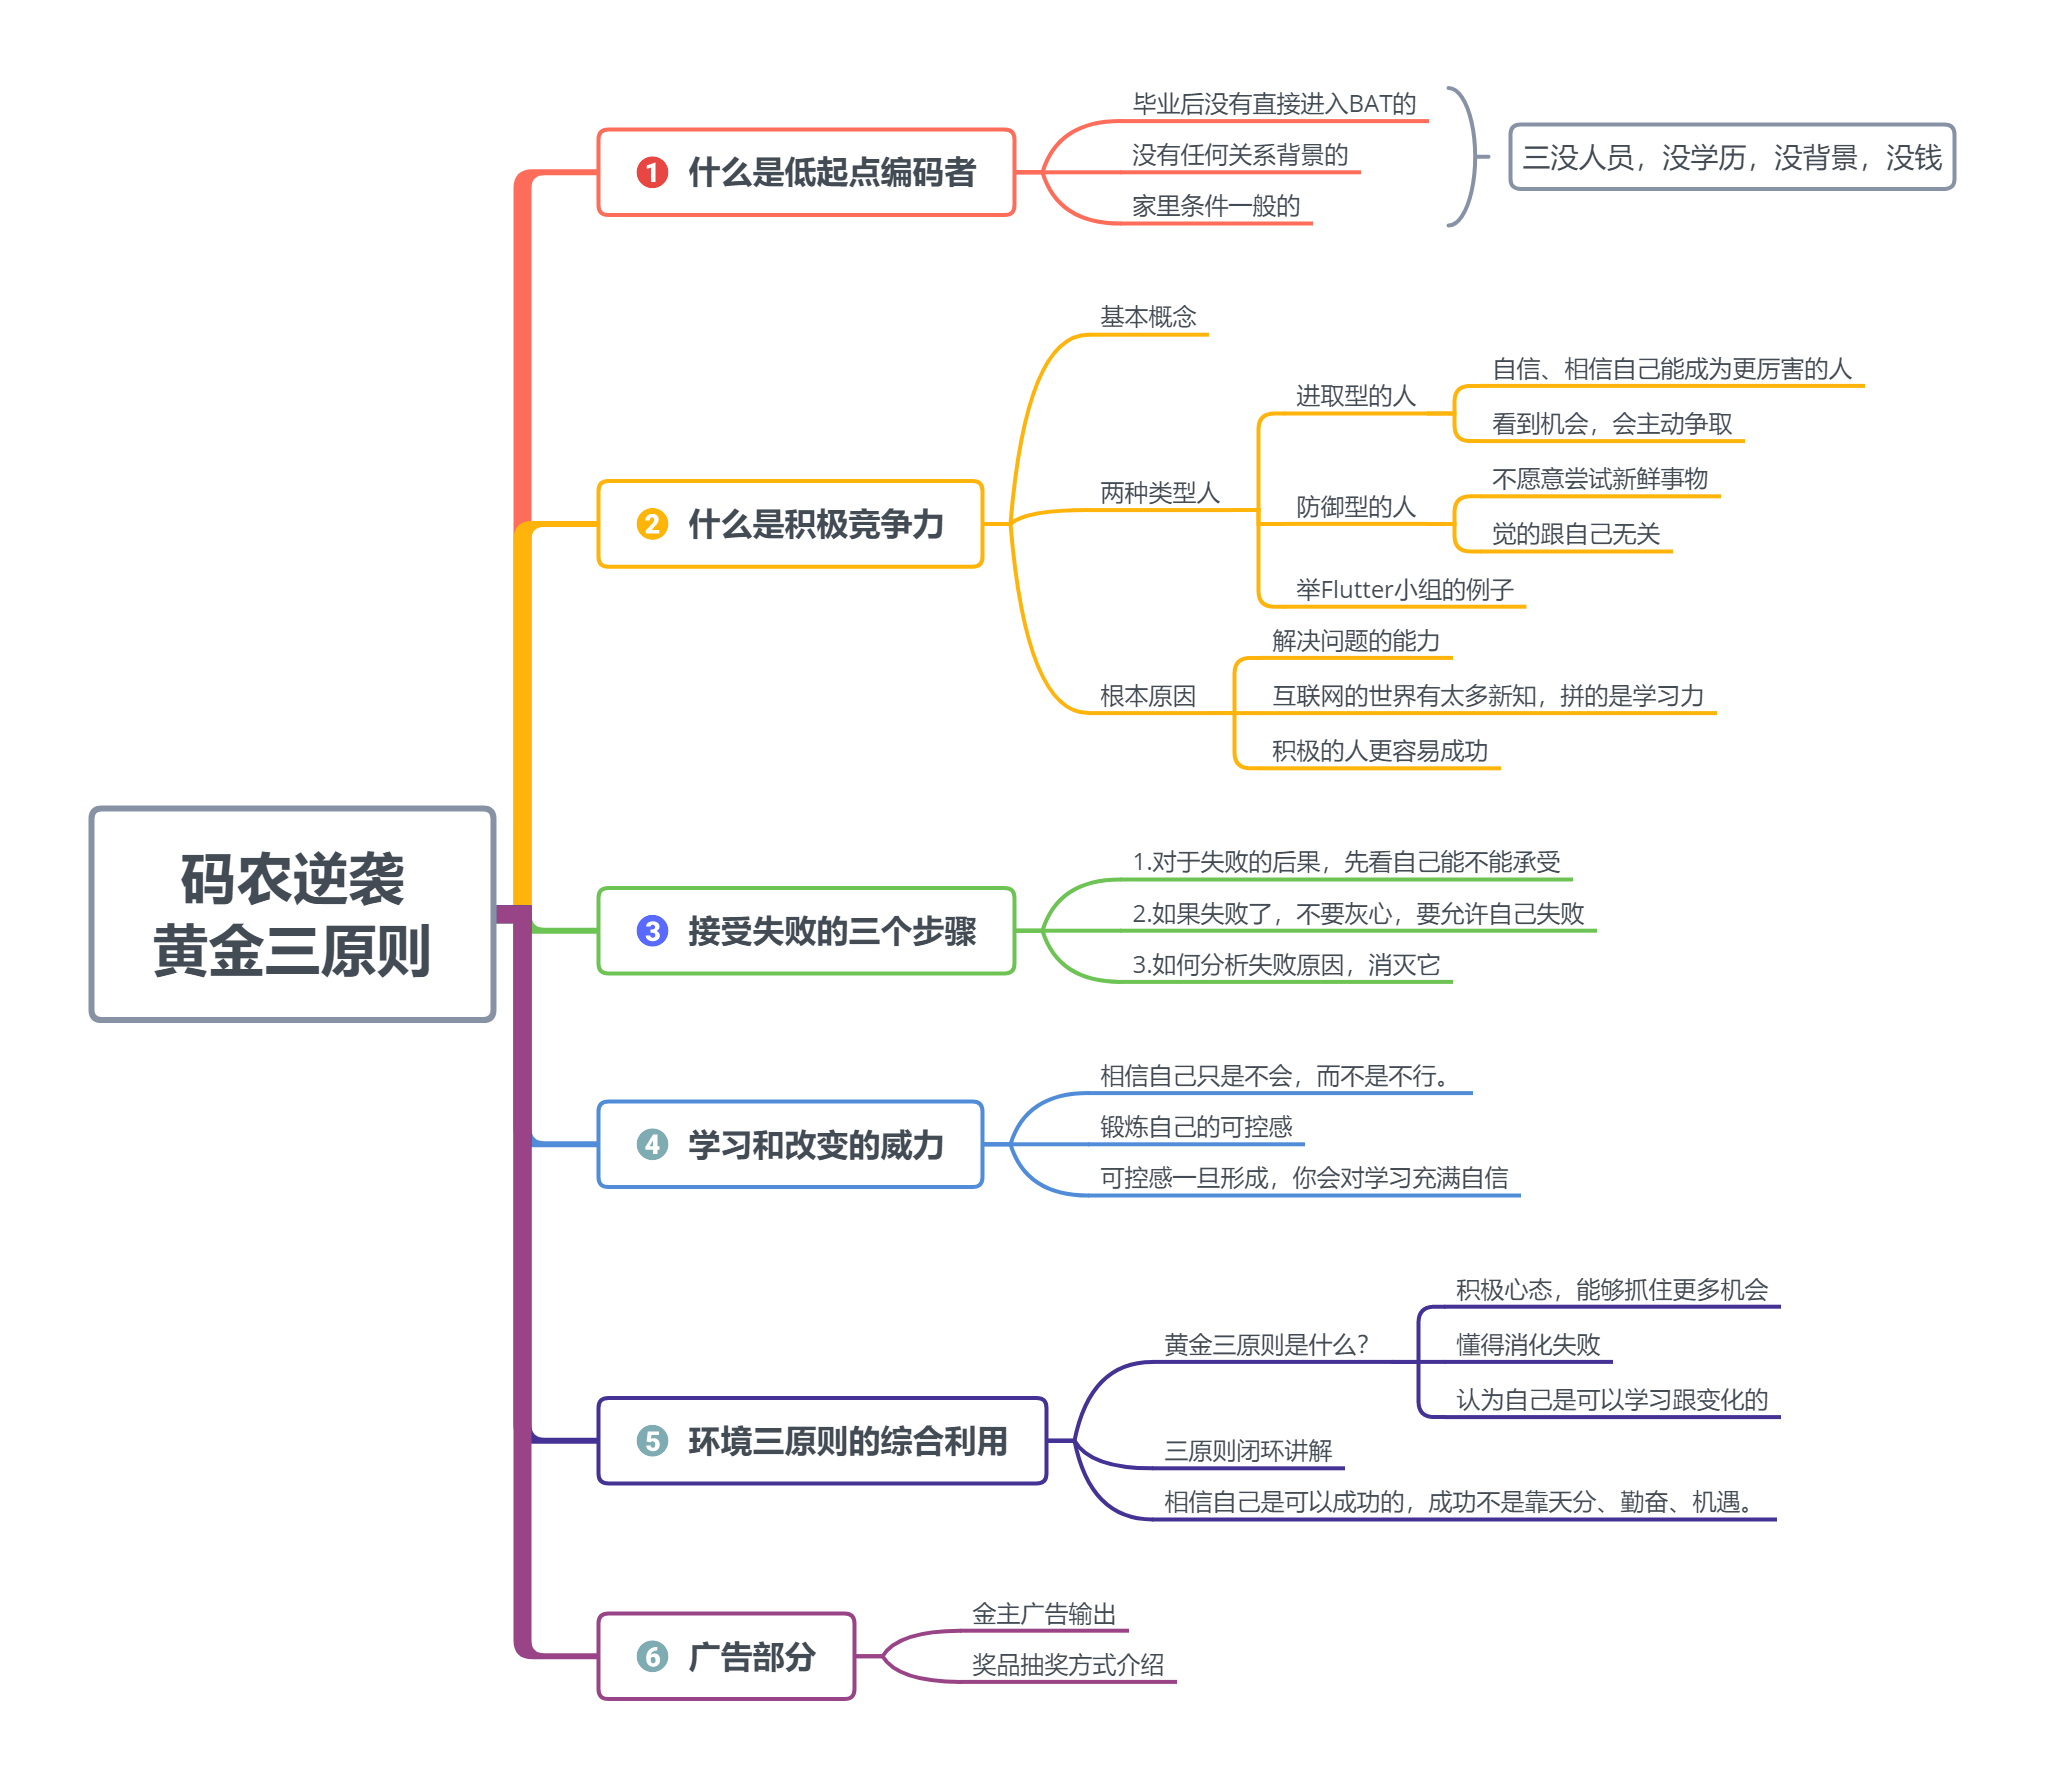 码农逆袭
黄金三原则
1 什么是低起点编码者
毕业后没有直接进入BAT的
没有任何关系背景的
家里条件一般的
三没人员，没学历，没背景，没钱
2 什么是积极竞争力
基本概念
两种类型人
进取型的人
自信、相信自己能成为更厉害的人
看到机会，会主动争取
防御型的人
不愿意尝试新鲜事物
觉的跟自己无关
举Flutter小组的例子
根本原因
解决问题的能力
互联网的世界有太多新知，拼的是学习力
积极的人更容易成功
3 接受失败的三个步骤
1.对于失败的后果，先看自己能不能承受
2.如果失败了，不要灰心，要允许自己失败
3.如何分析失败原因，消灭它
4 学习和改变的威力
相信自己只是不会，而不是不行。
锻炼自己的可控感
可控感一旦形成，你会对学习充满自信
5 环境三原则的综合利用
黄金三原则是什么？
积极心态，能够抓住更多机会
懂得消化失败
认为自己是可以学习跟变化的
三原则闭环讲解
相信自己是可以成功的，成功不是靠天分、勤奋、机遇。
6 广告部分
金主广告输出
奖品抽奖方式介绍